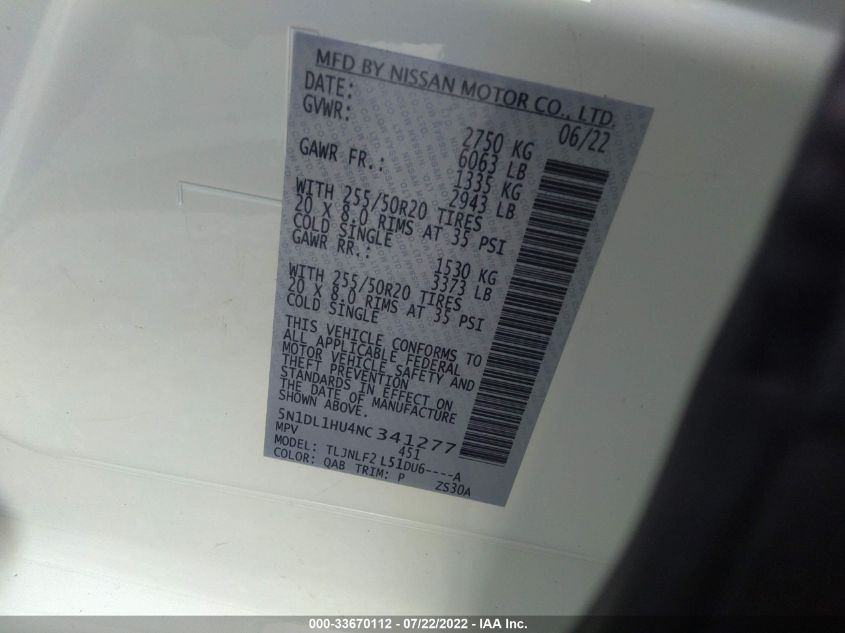 MFD BY NISSAN MOTOR CO., LTD.
DATE: 06/22
GVWR: 2750 KG
6063 LB
GAWR FR.: 1335 KG
2943 LB
WITH 255/50R20 TIRES
20 X 8.0 RIMS AT 35 PSI
COLD SINGLE
GAWR RR.: 1530 KG
3373 LB
WITH 255/50R20 TIRES
20 X 8.0 RIMS AT 35 PSI
COLD SINGLE
THIS VEHICLE CONFORMS TO
ALL APPLICABLE FEDERAL
MOTOR VEHICLE SAFETY AND
THEFT PREVENTION
STANDARDS IN EFFECT ON
THE DATE OF MANUFACTURE
SHOWN ABOVE.
5N1DL1HU4NC341277
MPV 451
MODEL: TLJNLF2 L51DU6----A
COLOR: QAB TRIM: P ZS30A
000-33670112 - 07/22/2022 - IAA Inc.